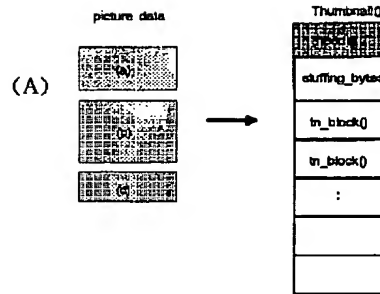 picture data
Thumbnail()
(A)
stuffing_bytes
tn_block()
tn_block()
: